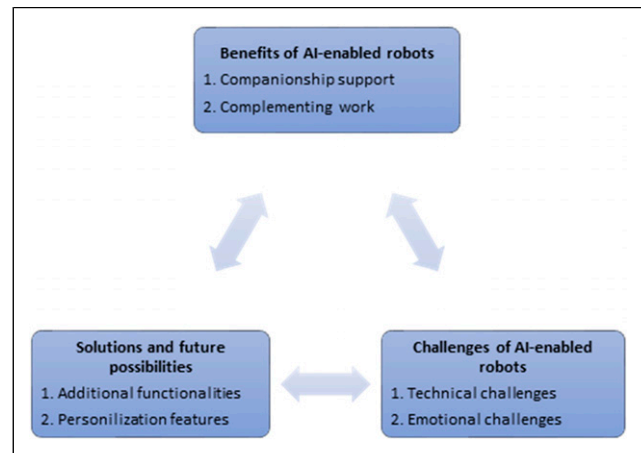 Benefits of AI-enabled robots
1. Companionship support
2. Complementing work
Solutions and future
possibilities
1. Additional functionalities
2. Personilization features
Challenges of AI-enabled
robots
1. Technical challenges
2. Emotional challenges